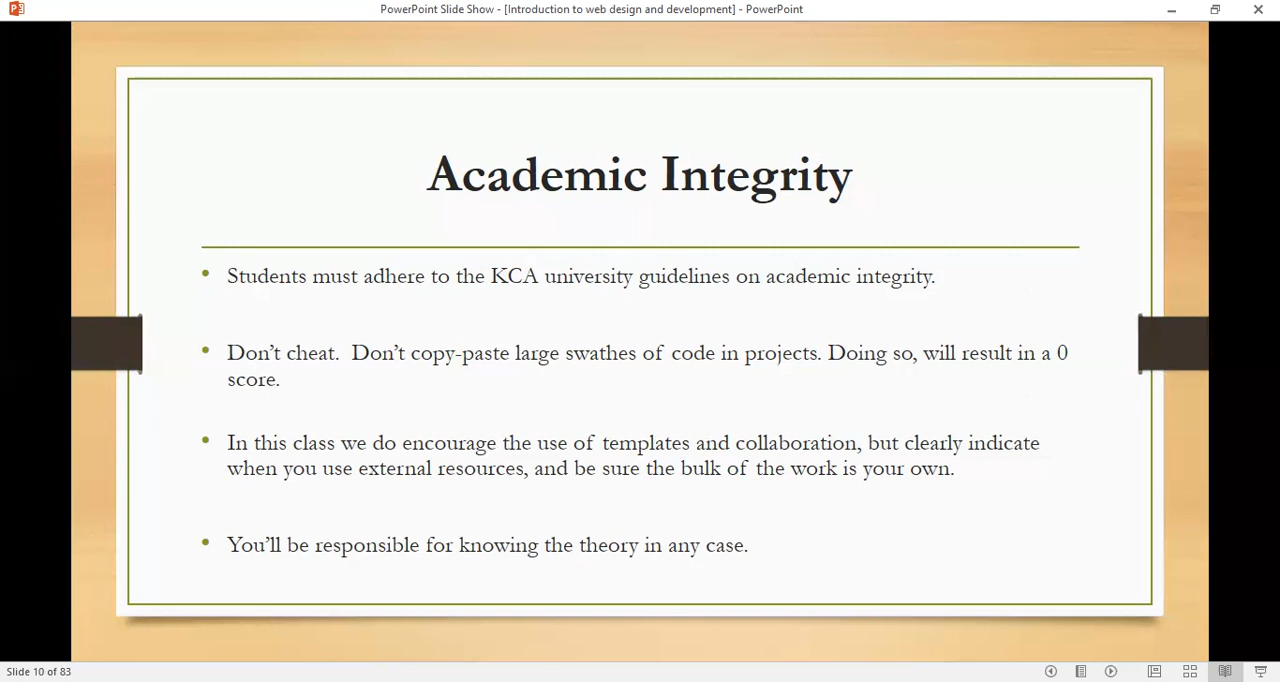 PowerPoint Slide Show - [Introduction to web design and development] - PowerPoint
Academic Integrity
• Students must adhere to the KCA university guidelines on academic integrity.
• Don't cheat.  Don't copy-paste large swathes of code in projects. Doing so, will result in a 0
score.
• In this class we do encourage the use of templates and collaboration, but clearly indicate
when you use external resources, and be sure the bulk of the work is your own.
• You'll be responsible for knowing the theory in any case.
Slide 10 of 83